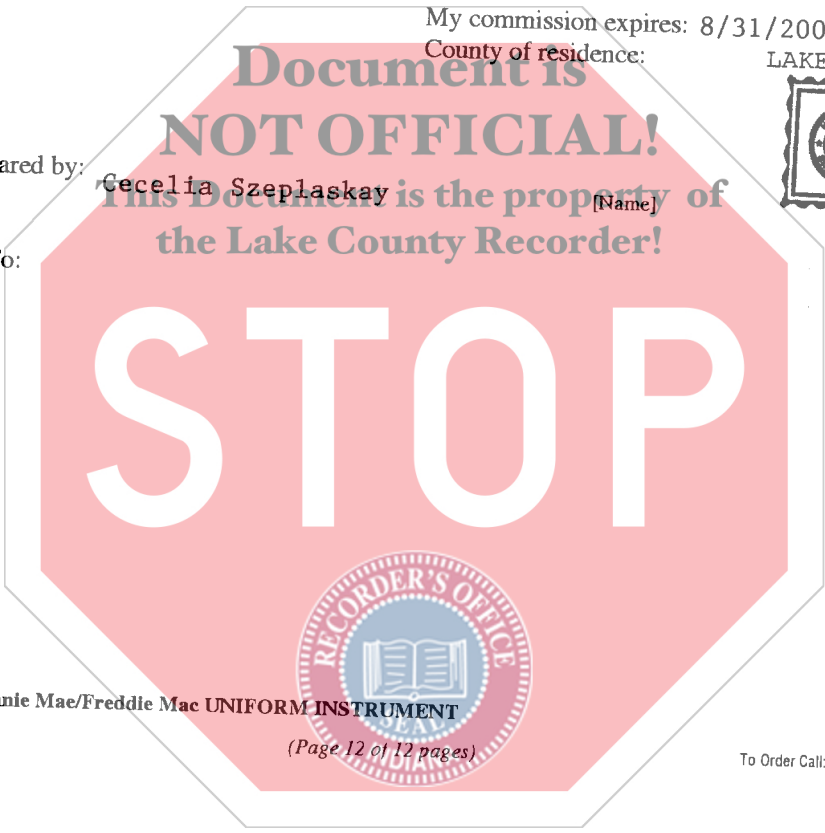 My commission expires: 8/31/200
County of residence: LAKE
Document is
NOT OFFICIAL!
ared by: Cecelia Szeplaskay [Name]
This Document is the property of
the Lake County Recorder!
o:
STOP
RECORDER'S OFFICE
SEAL
INDIANA
nie Mae/Freddie Mac UNIFORM INSTRUMENT
(Page 12 of 12 pages)
To Order Call: